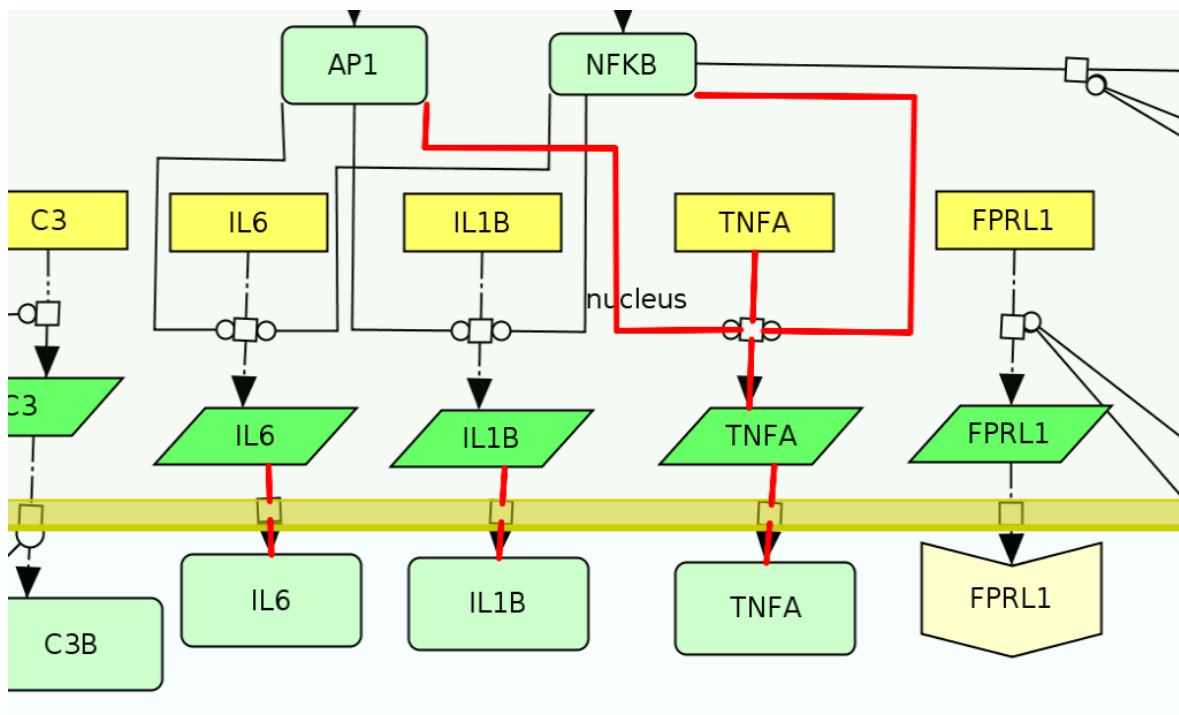 AP1
NFKB
C3
IL6
IL1B
TNFA
FPRL1
nucleus
C3
IL6
IL1B
TNFA
FPRL1
C3B
IL6
IL1B
TNFA
FPRL1